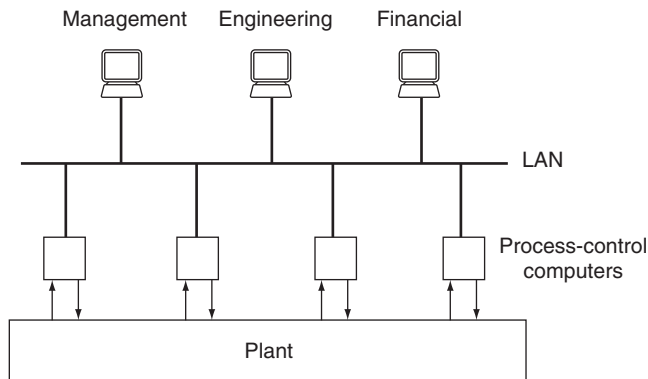 Management Engineering Financial
LAN
Process-control
computers
Plant